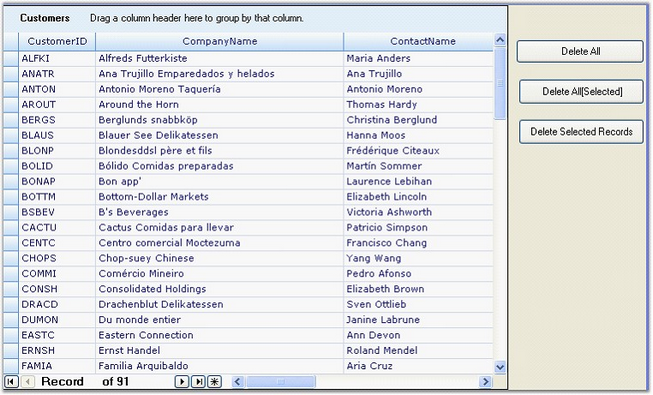 Customers Drag a column header here to group by that column.
CustomerID CompanyName ContactName
ALFKI Alfreds Futterkiste Maria Anders
ANATR Ana Trujillo Emparedados y helados Ana Trujillo
ANTON Antonio Moreno Taquería Antonio Moreno
AROUT Around the Horn Thomas Hardy
BERGS Berglunds snabbköp Christina Berglund
BLAUS Blauer See Delikatessen Hanna Moos
BLONP Blondesddsl père et fils Frédérique Citeaux
BOLID Bólido Comidas preparadas Martín Sommer
BONAP Bon app' Laurence Lebihan
BOTTM Bottom-Dollar Markets Elizabeth Lincoln
BSBEV B's Beverages Victoria Ashworth
CACTU Cactus Comidas para llevar Patricio Simpson
CENTC Centro comercial Moctezuma Francisco Chang
CHOPS Chop-suey Chinese Yang Wang
COMMI Comércio Mineiro Pedro Afonso
CONSH Consolidated Holdings Elizabeth Brown
DRACD Drachenblut Delikatessen Sven Ottlieb
DUMON Du monde entier Janine Labrune
EASTC Eastern Connection Ann Devon
ERNSH Ernst Handel Roland Mendel
FAMIA Familia Arquibaldo Aria Cruz
Record of 91
Delete All
Delete All[Selected]
Delete Selected Records